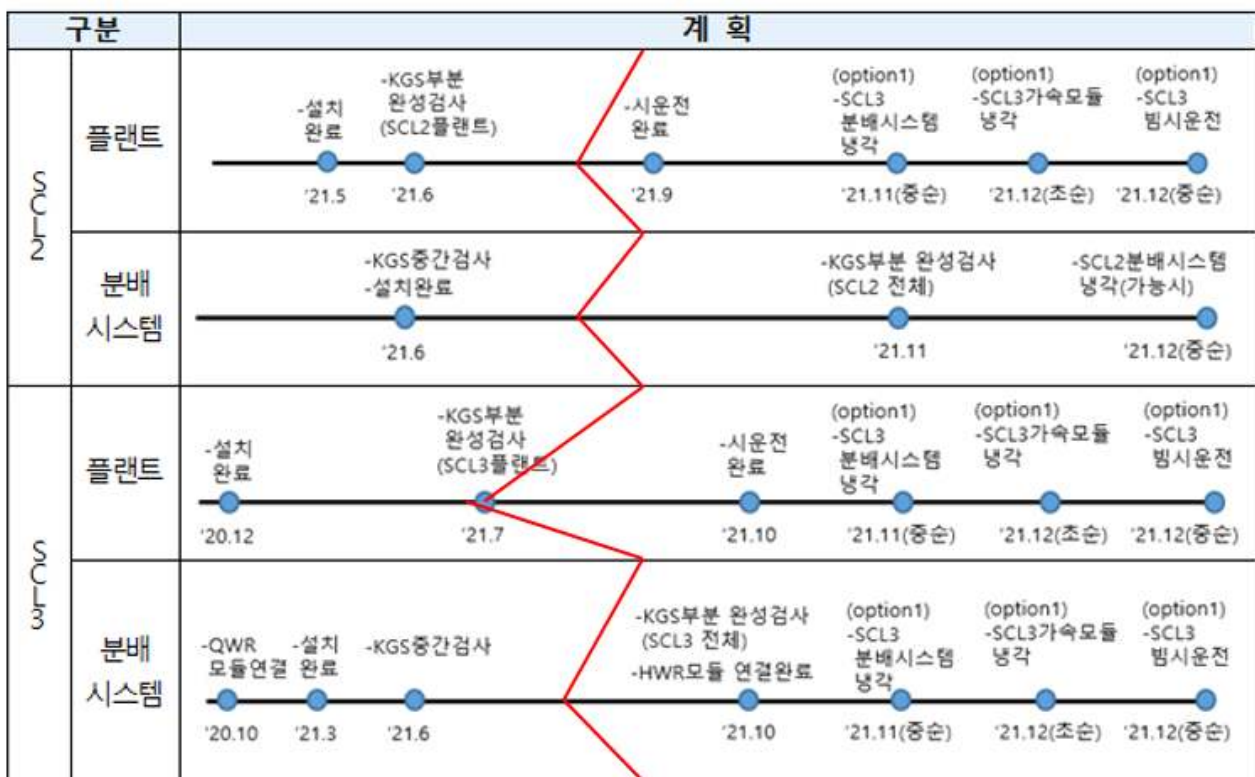 구분
계 획
SCL2
플랜트
-설치
완료
'21.5
-KGS부분
완성검사
(SCL2플랜트)
'21.6
-시운전
완료
'21.9
(option1)
-SCL3
분배시스템
냉각
'21.11(중순)
(option1)
-SCL3가속모듈
냉각
'21.12(초순)
(option1)
-SCL3
빔시운전
'21.12(중순)
분배
시스템
-KGS중간검사
-설치완료
'21.6
-KGS부분 완성검사
(SCL2 전체)
'21.11
-SCL2분배시스템
냉각(가능시)
'21.12(중순)
SCL3
플랜트
-설치
완료
'20.12
-KGS부분
완성검사
(SCL3플랜트)
'21.7
-시운전
완료
'21.10
(option1)
-SCL3
분배시스템
냉각
'21.11(중순)
(option1)
-SCL3가속모듈
냉각
'21.12(초순)
(option1)
-SCL3
빔시운전
'21.12(중순)
분배
시스템
-QWR
모듈연결
'20.10
-설치
완료
'21.3
-KGS중간검사
'21.6
-KGS부분 완성검사
(SCL3 전체)
-HWR모듈 연결완료
'21.10
(option1)
-SCL3
분배시스템
냉각
'21.11(중순)
(option1)
-SCL3가속모듈
냉각
'21.12(초순)
(option1)
-SCL3
빔시운전
'21.12(중순)